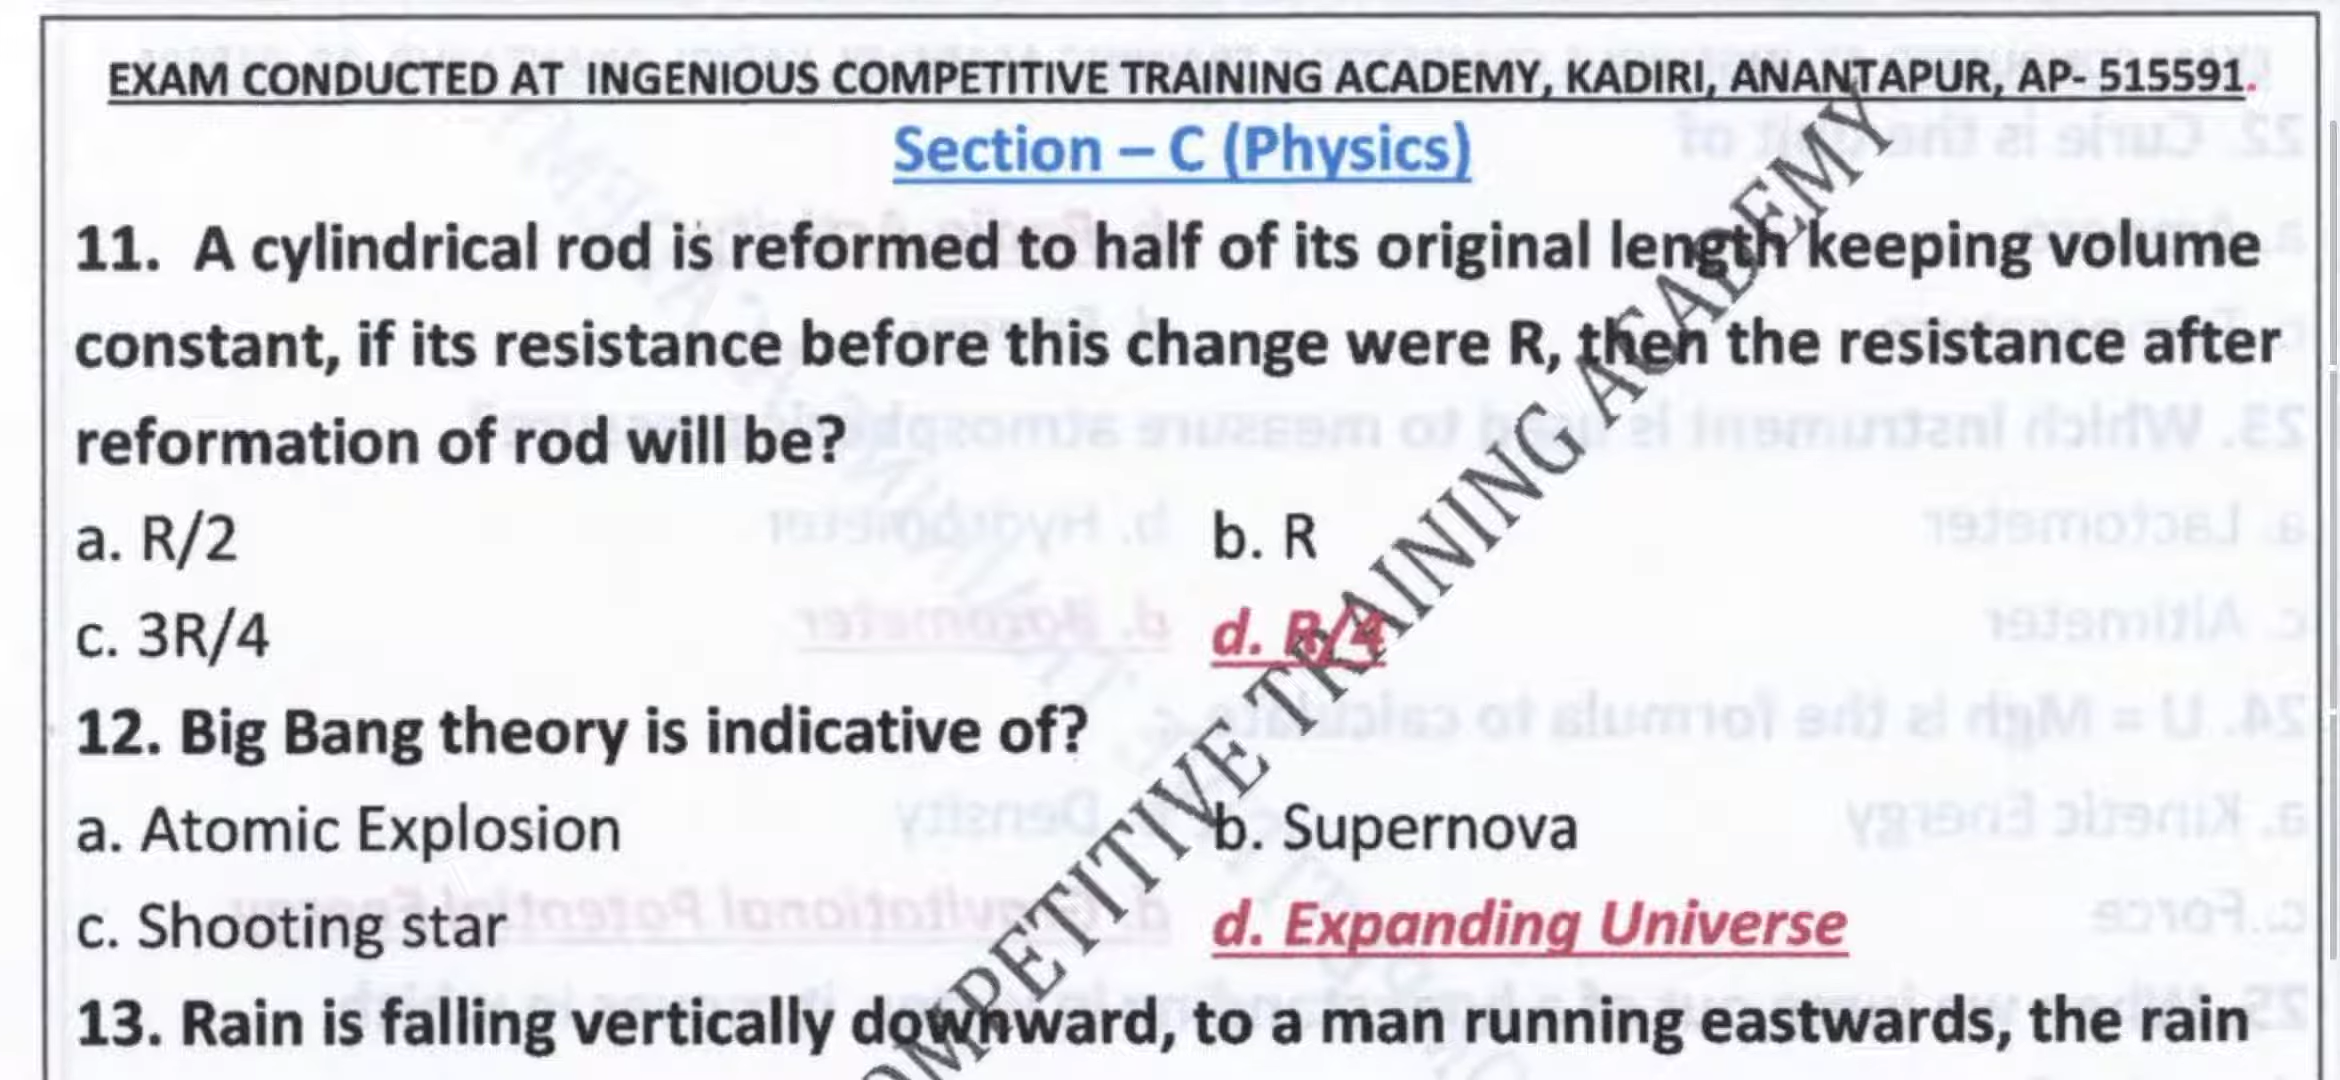 EXAM CONDUCTED AT INGENIOUS COMPETITIVE TRAINING ACADEMY, KADIRI, ANANTAPUR, AP- 515591.
Section – C (Physics)
11. A cylindrical rod is reformed to half of its original length keeping volume
constant, if its resistance before this change were R, then the resistance after
reformation of rod will be?
a. R/2 b. R
c. 3R/4 d. R/4
12. Big Bang theory is indicative of?
a. Atomic Explosion b. Supernova
c. Shooting star d. Expanding Universe
13. Rain is falling vertically downward, to a man running eastwards, the rain
OMPETITIVE TRAINING ACADEMY